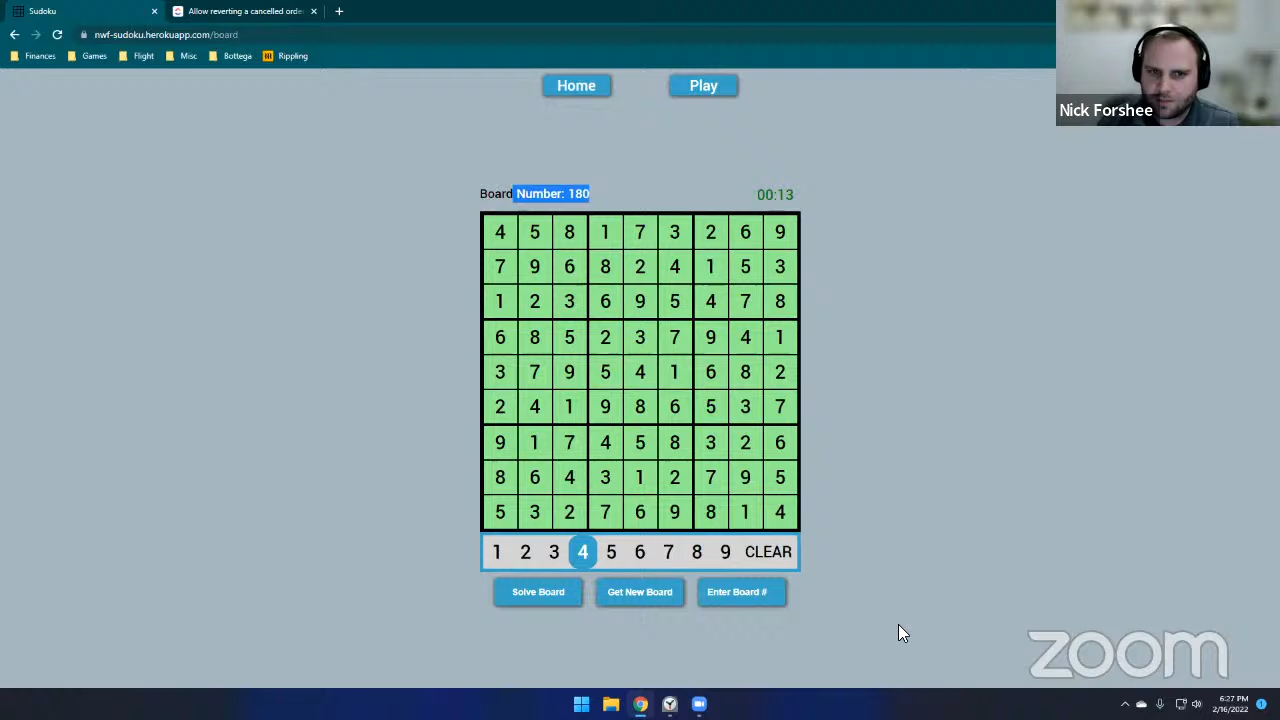 Sudoku
Allow reverting a cancelled orde
nwf-sudoku.herokuapp.com/board
Finances Games Flight Misc Bottega Rippling
Home Play
Nick Forshee
Board Number: 180 00:13
4 5 8 1 7 3 2 6 9
7 9 6 8 2 4 1 5 3
1 2 3 6 9 5 4 7 8
6 8 5 2 3 7 9 4 1
3 7 9 5 4 1 6 8 2
2 4 1 9 8 6 5 3 7
9 1 7 4 5 8 3 2 6
8 6 4 3 1 2 7 9 5
5 3 2 7 6 9 8 1 4
1 2 3 4 5 6 7 8 9 CLEAR
Solve Board Get New Board Enter Board #
zoom
6:27 PM
2/16/2022